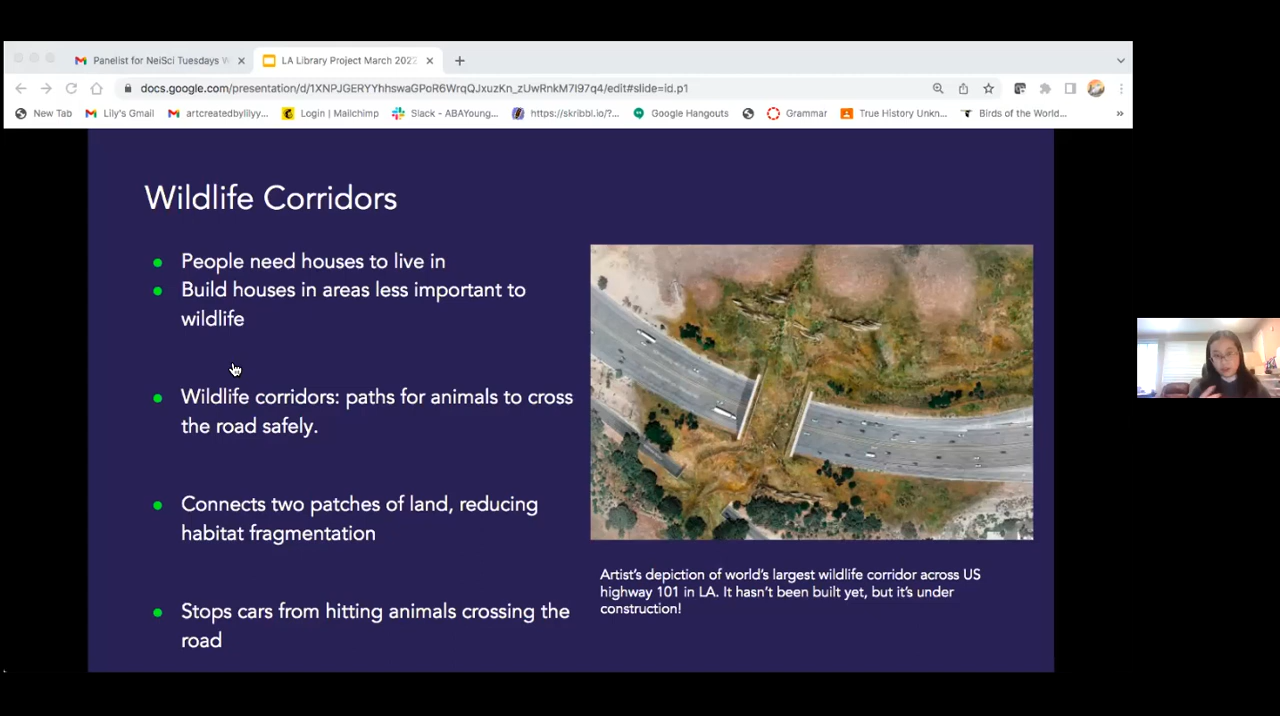 Panelist for NeiSci Tuesdays W
LA Library Project March 2022
docs.google.com/presentation/d/1XNPJGERYYhhswaGPoR6WrqQJxuzKn_zUwRnkM7I97q4/edit#slide=id.p1
New Tab
Lily's Gmail
artcreatedbylilyy...
Login | Mailchimp
Slack - ABAYoung...
https://skribbl.io/?...
Google Hangouts
Grammar
True History Unkn...
Birds of the World...
»
Wildlife Corridors
People need houses to live in
Build houses in areas less important to
wildlife
Wildlife corridors: paths for animals to cross
the road safely.
Connects two patches of land, reducing
habitat fragmentation
Stops cars from hitting animals crossing the
road
Artist's depiction of world's largest wildlife corridor across US
highway 101 in LA. It hasn't been built yet, but it's under
construction!